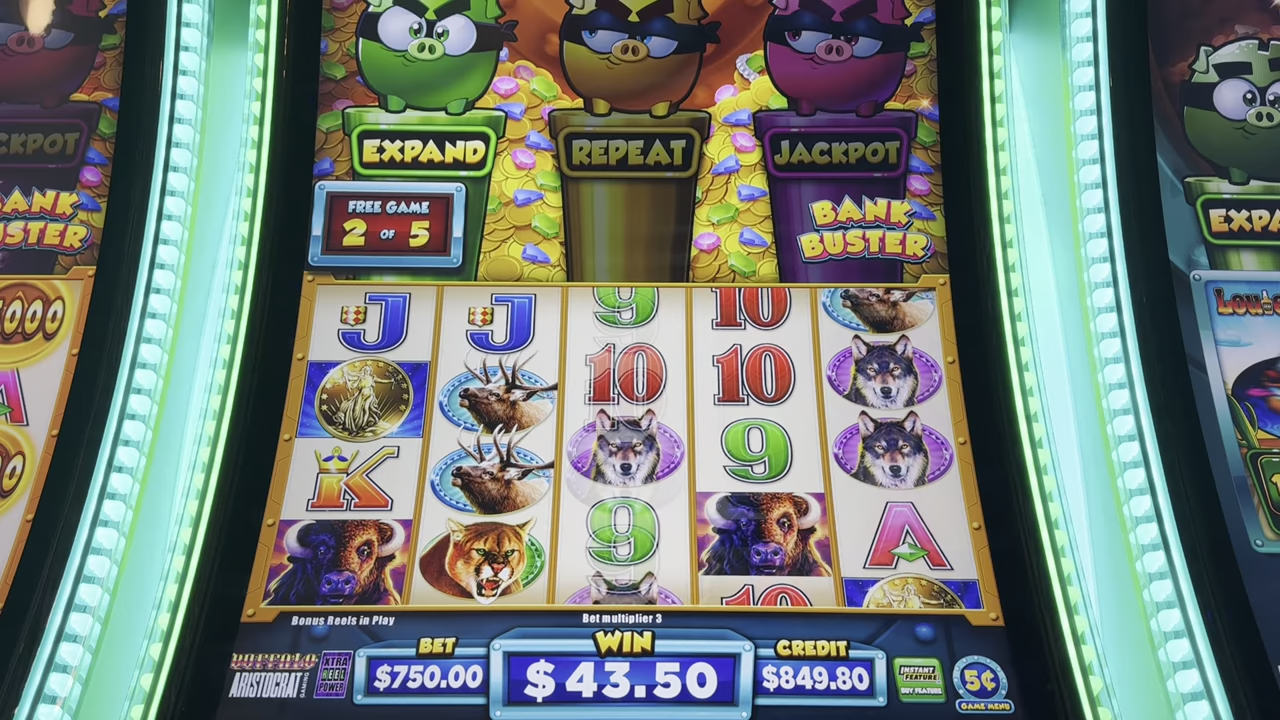 EXPAND
REPEAT
JACKPOT
FREE GAME
2 OF 5
BANK
BUSTER
J
J
9
10
10
10
K
9
9
A
10
Bonus Reels in Play
Bet multiplier 3
BET
$750.00
WIN
$43.50
CREDIT
$849.80
BUFFALO
ARISTOCRAT
GAMING
XTRA
REEL
POWER
INSTANT
FEATURE
BUY FEATURE
5¢
GAME MENU